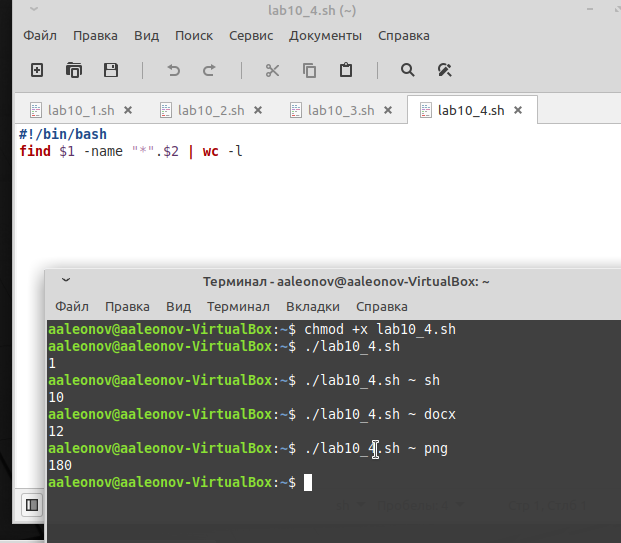 lab10_4.sh (~)
Файл Правка Вид Поиск Сервис Документы Справка
lab10_1.sh lab10_2.sh lab10_3.sh lab10_4.sh
#!/bin/bash
find $1 -name "*".$2 | wc -l
Терминал - aaleonov@aaleonov-VirtualBox: ~
Файл Правка Вид Терминал Вкладки Справка
aaleonov@aaleonov-VirtualBox:~$ chmod +x lab10_4.sh
aaleonov@aaleonov-VirtualBox:~$ ./lab10_4.sh
1
aaleonov@aaleonov-VirtualBox:~$ ./lab10_4.sh ~ sh
10
aaleonov@aaleonov-VirtualBox:~$ ./lab10_4.sh ~ docx
12
aaleonov@aaleonov-VirtualBox:~$ ./lab10_4.sh ~ png
180
aaleonov@aaleonov-VirtualBox:~$